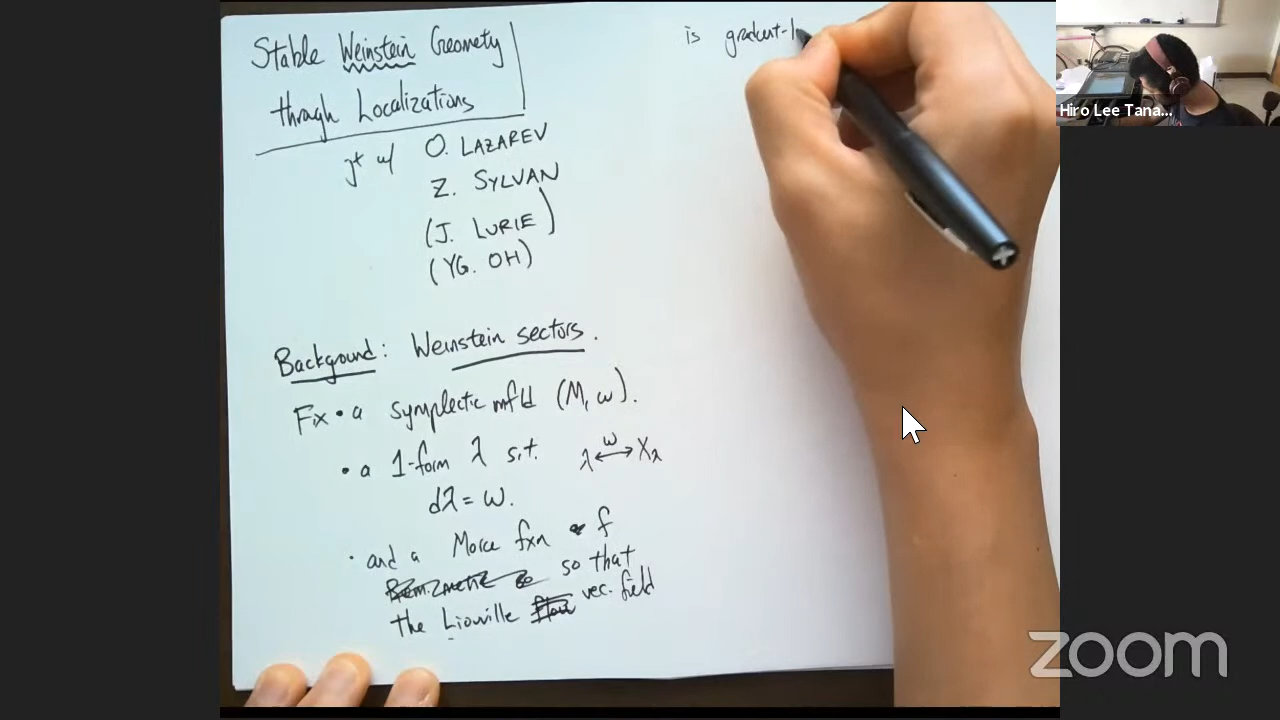 Stable Weinstein Geometry
through Localizations
jt w/ O. LAZAREV
Z. SYLVAN
(J. LURIE)
(YG. OH)
Background: Weinstein sectors.
Fix • a symplectic mfld (M, ω).
• a 1-form λ s.t. λ ↔ω X_λ
dλ = ω.
• and a Morse fxn f
so that
the Liouville vec. field
is gradient-l
Hiro Lee Tana...
zoom